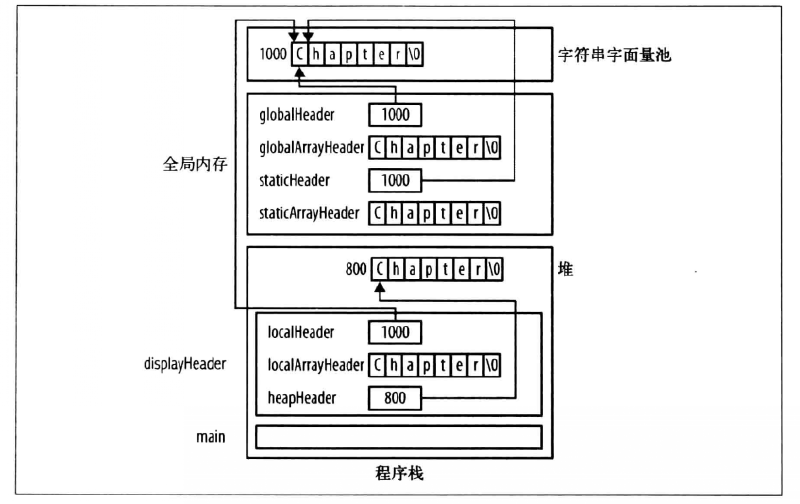 1000 C h a p t e r \0 字符串字面量池
globalHeader 1000
globalArrayHeader C h a p t e r \0
全局内存
staticHeader 1000
staticArrayHeader C h a p t e r \0
800 C h a p t e r \0 堆
localHeader 1000
displayHeader localArrayHeader C h a p t e r \0
heapHeader 800
main
程序栈